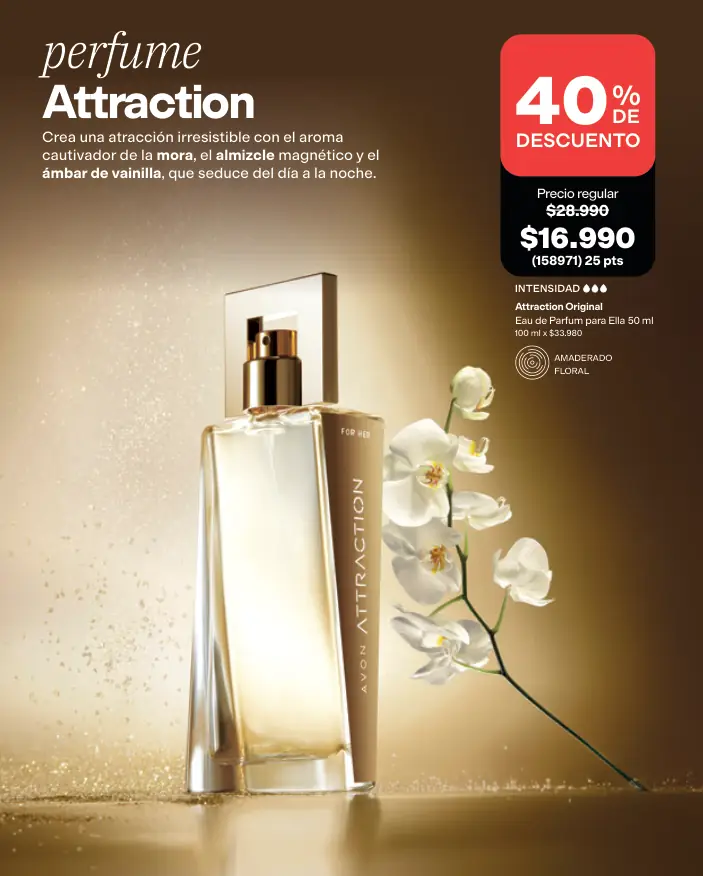 perfume
Attraction
Crea una atracción irresistible con el aroma
cautivador de la mora, el almizcle magnético y el
ámbar de vainilla, que seduce del día a la noche.
40%
DE
DESCUENTO
Precio regular
$28.990
$16.990
(158971) 25 pts
INTENSIDAD
Attraction Original
Eau de Parfum para Ella 50 ml
100 ml x $33.980
AMADERADO
FLORAL
FOR HER
AVON ATTRACTION